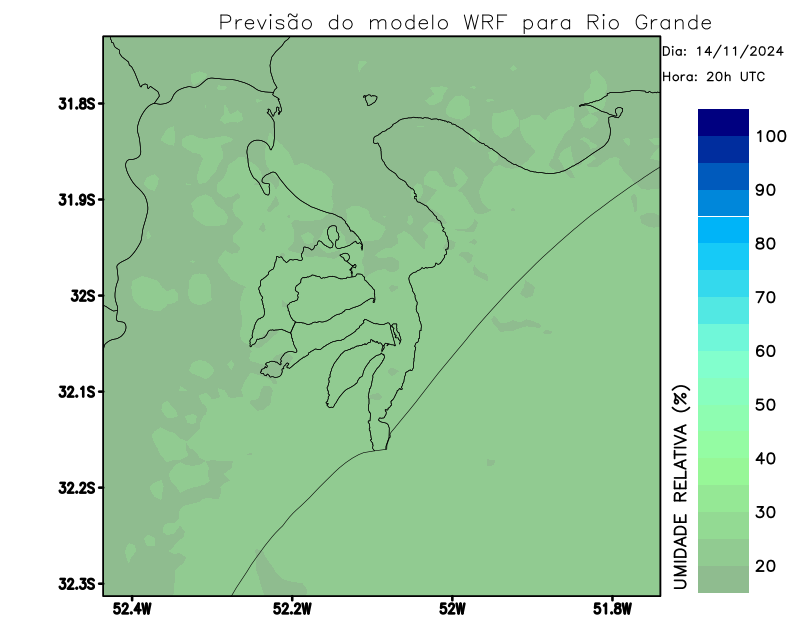 Previsão do modelo WRF para Rio Grande
Dia: 14/11/2024
Hora: 20h UTC
31.8S
31.9S
32S
32.1S
32.2S
32.3S
52.4W
52.2W
52W
51.8W
UMIDADE RELATIVA (%)
100
90
80
70
60
50
40
30
20